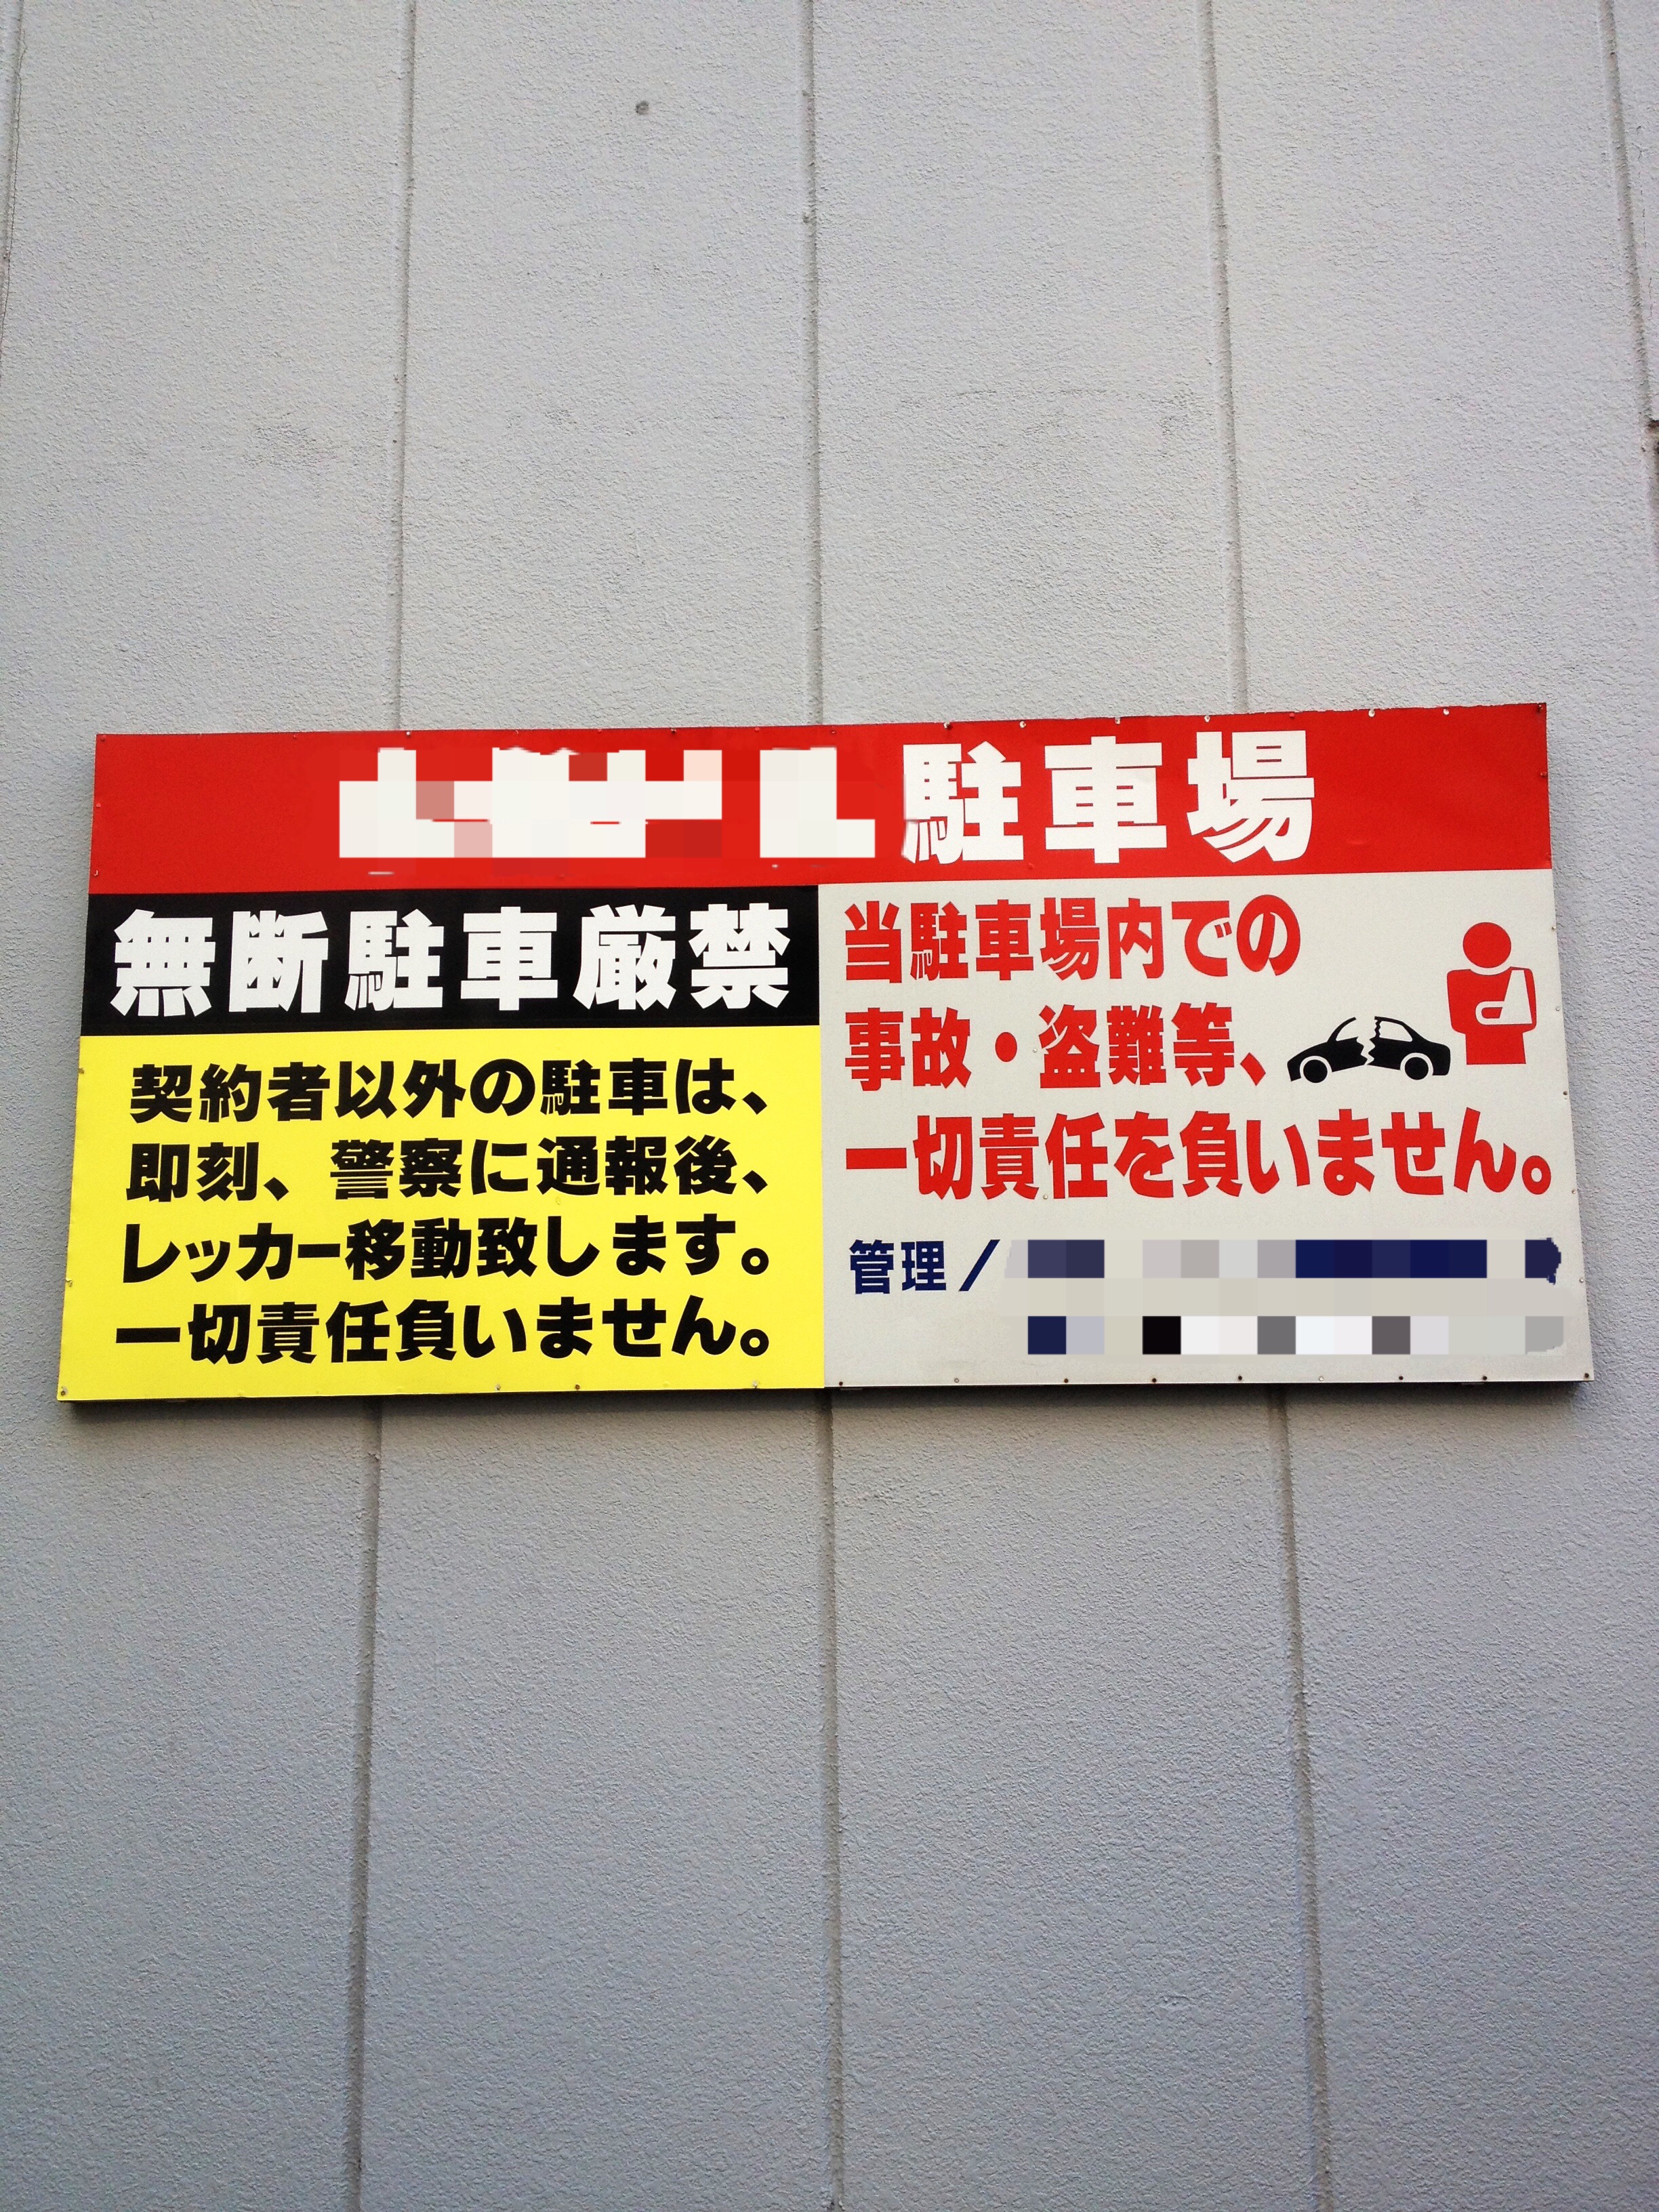 駐車場
無断駐車厳禁
契約者以外の駐車は、
即刻、警察に通報後、
レッカー移動致します。
一切責任負いません。
当駐車場内での
事故・盗難等、
一切責任を負いません。
管理／